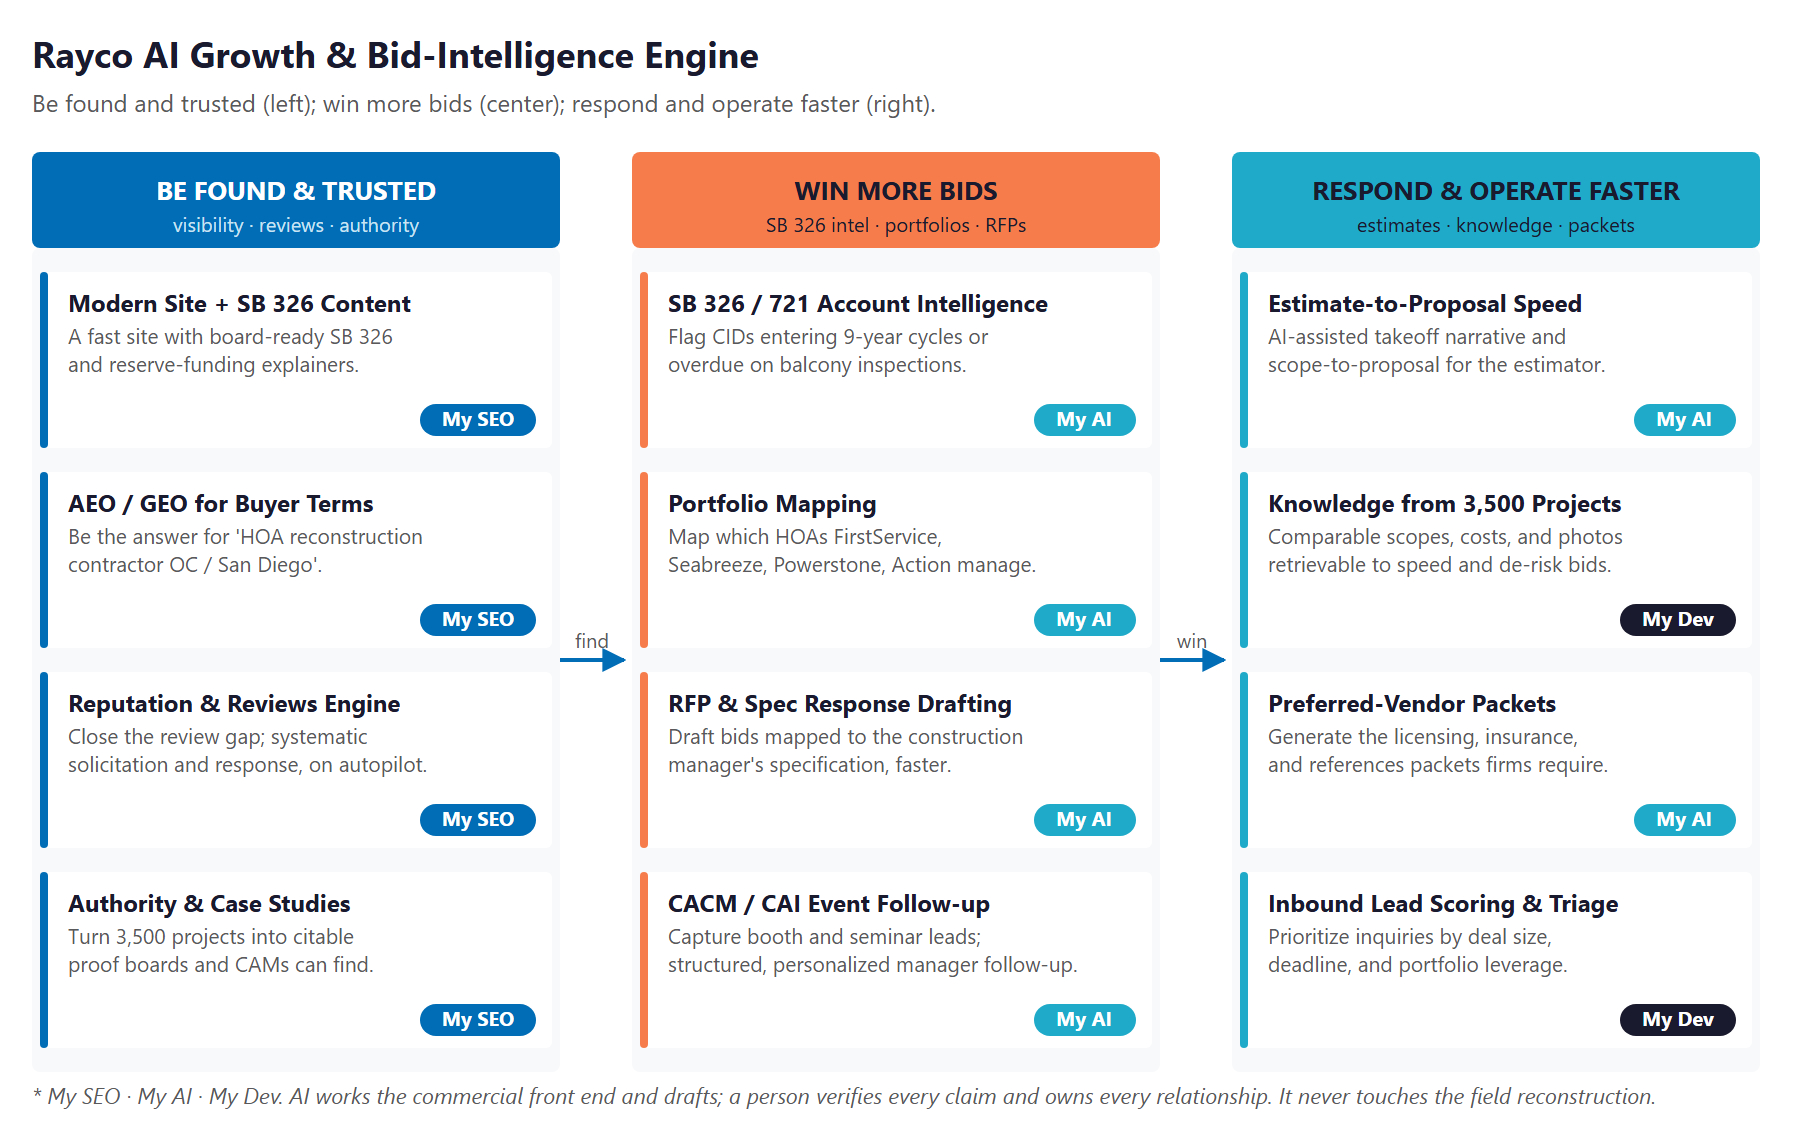 Rayco AI Growth & Bid-Intelligence Engine
Be found and trusted (left); win more bids (center); respond and operate faster (right).
BE FOUND & TRUSTED
visibility · reviews · authority
Modern Site + SB 326 Content
A fast site with board-ready SB 326
and reserve-funding explainers.
My SEO
AEO / GEO for Buyer Terms
Be the answer for 'HOA reconstruction
contractor OC / San Diego'.
My SEO
Reputation & Reviews Engine
Close the review gap; systematic
solicitation and response, on autopilot.
My SEO
Authority & Case Studies
Turn 3,500 projects into citable
proof boards and CAMs can find.
My SEO
find
WIN MORE BIDS
SB 326 intel · portfolios · RFPs
SB 326 / 721 Account Intelligence
Flag CIDs entering 9-year cycles or
overdue on balcony inspections.
My AI
Portfolio Mapping
Map which HOAs FirstService,
Seabreeze, Powerstone, Action manage.
My AI
RFP & Spec Response Drafting
Draft bids mapped to the construction
manager's specification, faster.
My AI
CACM / CAI Event Follow-up
Capture booth and seminar leads;
structured, personalized manager follow-up.
My AI
win
RESPOND & OPERATE FASTER
estimates · knowledge · packets
Estimate-to-Proposal Speed
AI-assisted takeoff narrative and
scope-to-proposal for the estimator.
My AI
Knowledge from 3,500 Projects
Comparable scopes, costs, and photos
retrievable to speed and de-risk bids.
My Dev
Preferred-Vendor Packets
Generate the licensing, insurance,
and references packets firms require.
My AI
Inbound Lead Scoring & Triage
Prioritize inquiries by deal size,
deadline, and portfolio leverage.
My Dev
* My SEO · My AI · My Dev. AI works the commercial front end and drafts; a person verifies every claim and owns every relationship. It never touches the field reconstruction.